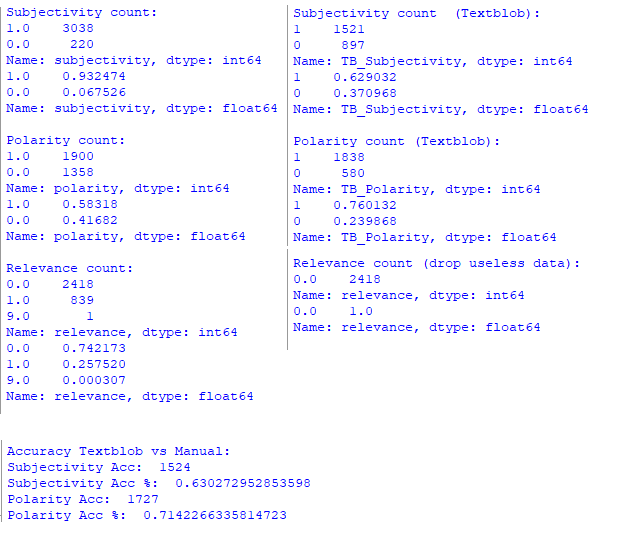 Subjectivity count:
1.0    3038
0.0     220
Name: subjectivity, dtype: int64
1.0    0.932474
0.0    0.067526
Name: subjectivity, dtype: float64
Polarity count:
1.0    1900
0.0    1358
Name: polarity, dtype: int64
1.0    0.58318
0.0    0.41682
Name: polarity, dtype: float64
Relevance count:
0.0    2418
1.0     839
9.0       1
Name: relevance, dtype: int64
0.0    0.742173
1.0    0.257520
9.0    0.000307
Name: relevance, dtype: float64
Subjectivity count  (Textblob):
1    1521
0     897
Name: TB_Subjectivity, dtype: int64
1    0.629032
0    0.370968
Name: TB_Subjectivity, dtype: float64
Polarity count (Textblob):
1    1838
0     580
Name: TB_Polarity, dtype: int64
1    0.760132
0    0.239868
Name: TB_Polarity, dtype: float64
Relevance count (drop useless data):
0.0    2418
Name: relevance, dtype: int64
0.0    1.0
Name: relevance, dtype: float64
Accuracy Textblob vs Manual:
Subjectivity Acc:  1524
Subjectivity Acc %:  0.630272952853598
Polarity Acc:  1727
Polarity Acc %:  0.7142266335814723